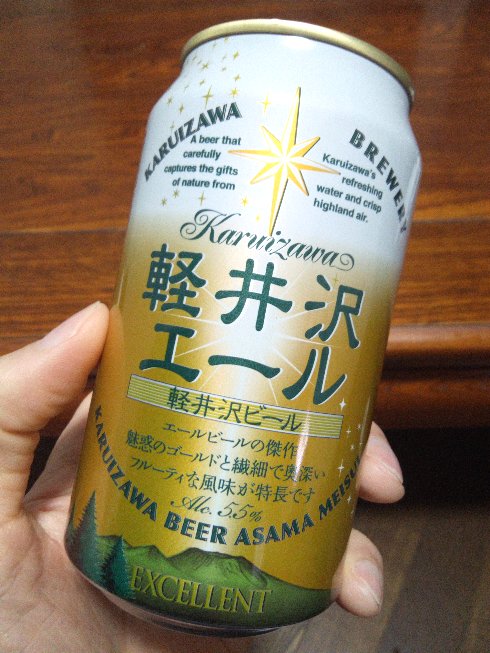 KARUIZAWA BREWERY
A beer that
carefully
captures the gifts
of nature from
Karuizawa's
refreshing
water and crisp
highland air.
Karuizawa
軽井沢
エール
軽井沢ビール
エールビールの傑作
魅惑のゴールドと繊細で奥深い
フルーティな風味が特長です
Alc. 5.5%
KARUIZAWA BEER ASAMA MEISUI
EXCELLENT